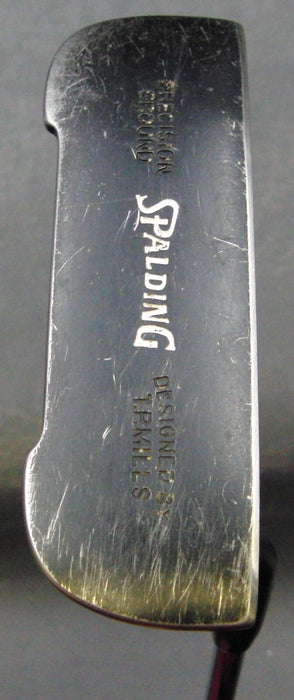 PRECISION
GROUND
SPALDING
DESIGNED BY
T.P.MILLS